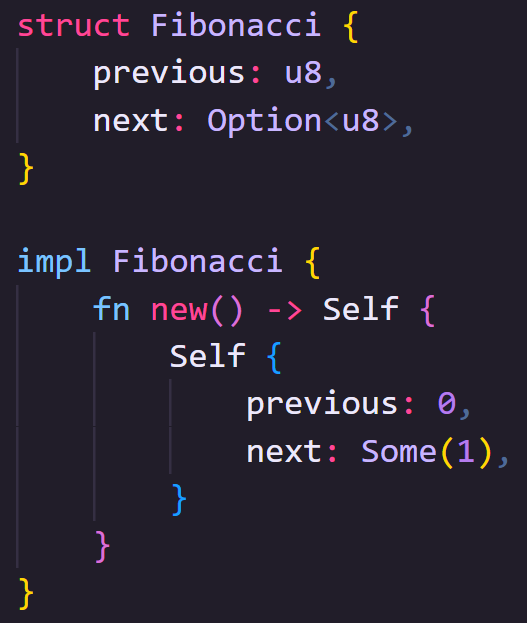 struct Fibonacci {
    previous: u8,
    next: Option<u8>,
}

impl Fibonacci {
    fn new() -> Self {
        Self {
            previous: 0,
            next: Some(1),
        }
    }
}